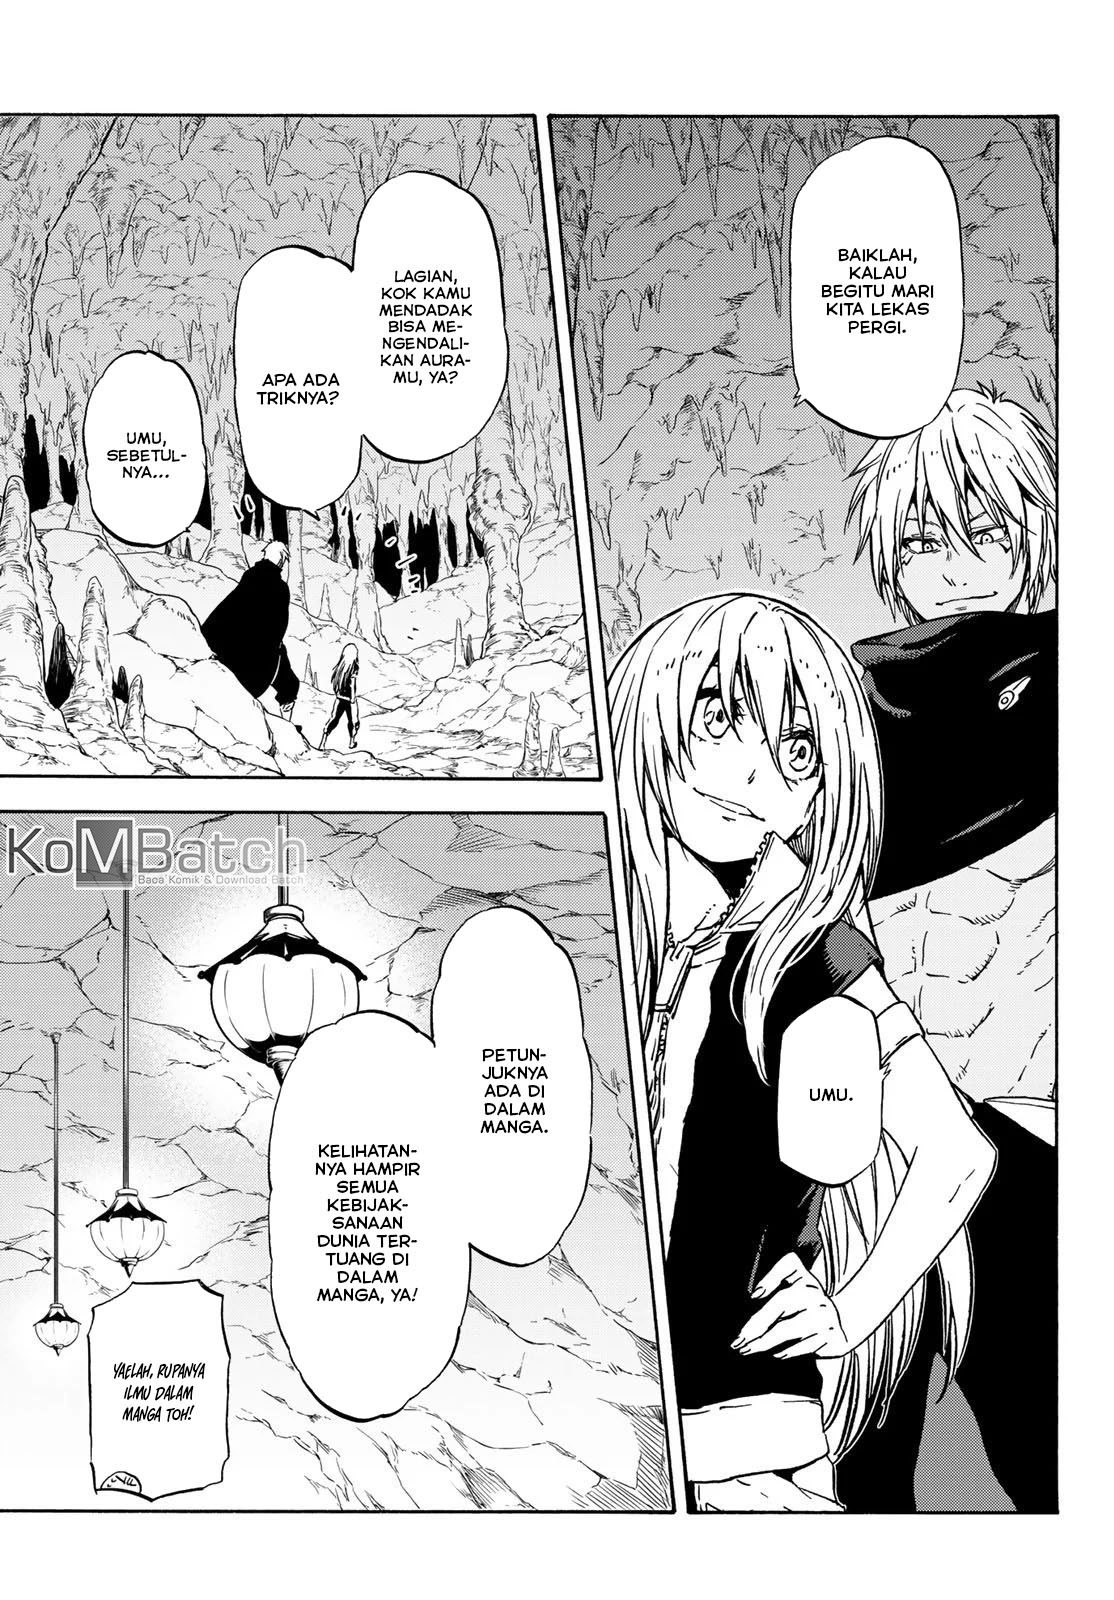 BAIKLAH,
KALAU
BEGITU MARI
KITA LEKAS
PERGI.
UMU.
LAGIAN,
KOK KAMU
MENDADAK
BISA ME-
NGENDALI-
KAN AURA-
MU, YA?
APA ADA
TRIKNYA?
UMU,
SEBETUL-
NYA...
KoMBatch
Baca Komik & Download Batch
PETUN-
JUKNYA
ADA DI
DALAM
MANGA.
KELIHATAN-
NYA HAMPIR
SEMUA
KEBIJAK-
SANAAN
DUNIA TER-
TUANG DI
DALAM
MANGA, YA!
YAELAH, RUPANYA
ILMU DALAM
MANGA TOH!